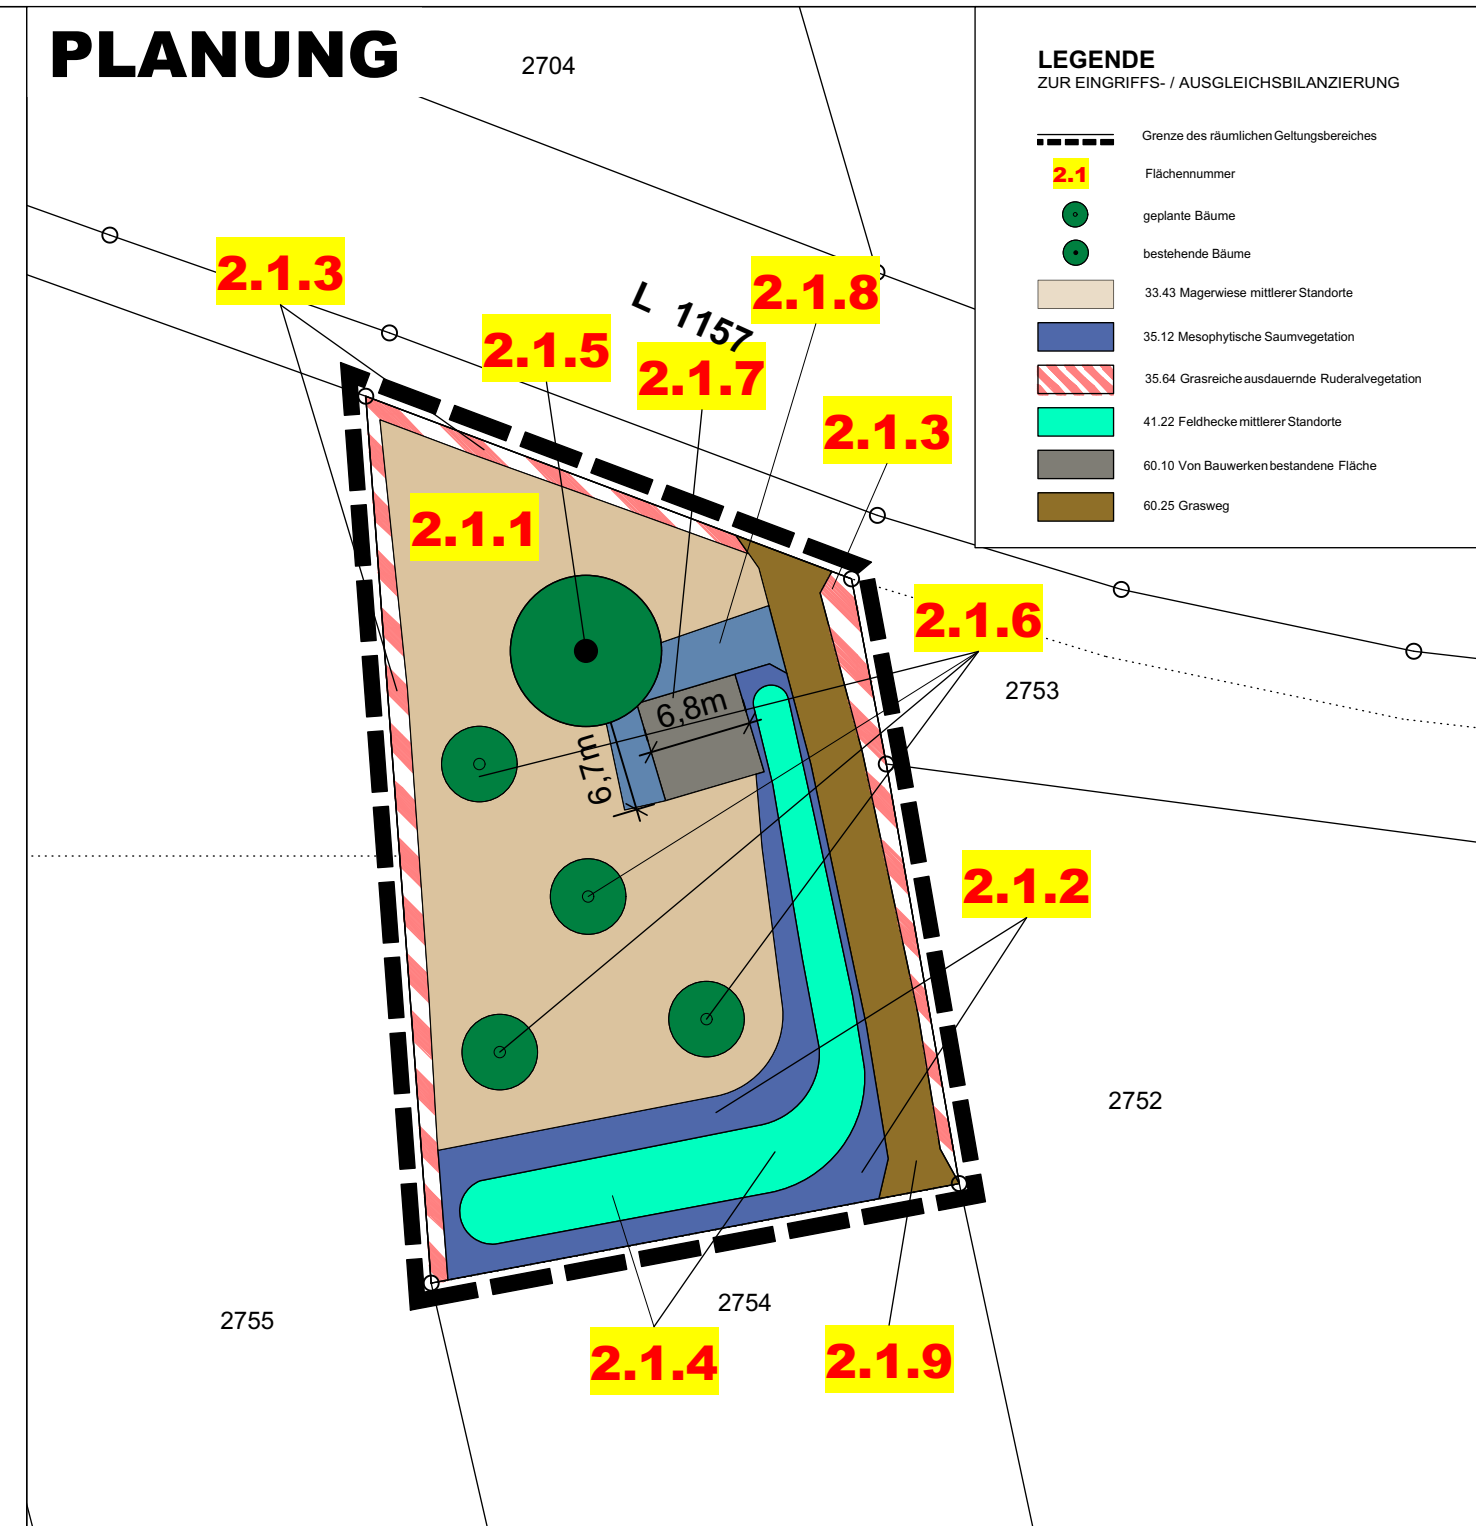 PLANUNG
2704
LEGENDE
ZUR EINGRIFFS- / AUSGLEICHSBILANZIERUNG
Grenze des räumlichen Geltungsbereiches
2.1 Flächennummer
geplante Bäume
bestehende Bäume
33.43 Magerwiese mittlerer Standorte
35.12 Mesophytische Saumvegetation
35.64 Grasreiche ausdauernde Ruderalvegetation
41.22 Feldhecke mittlerer Standorte
60.10 Von Bauwerken bestandene Fläche
60.25 Grasweg
2.1.3
2.1.8
L 1157
2.1.5
2.1.7
2.1.3
2.1.1
2.1.6
2753
6,8m
9,7m
2.1.2
2752
2755
2754
2.1.4
2.1.9